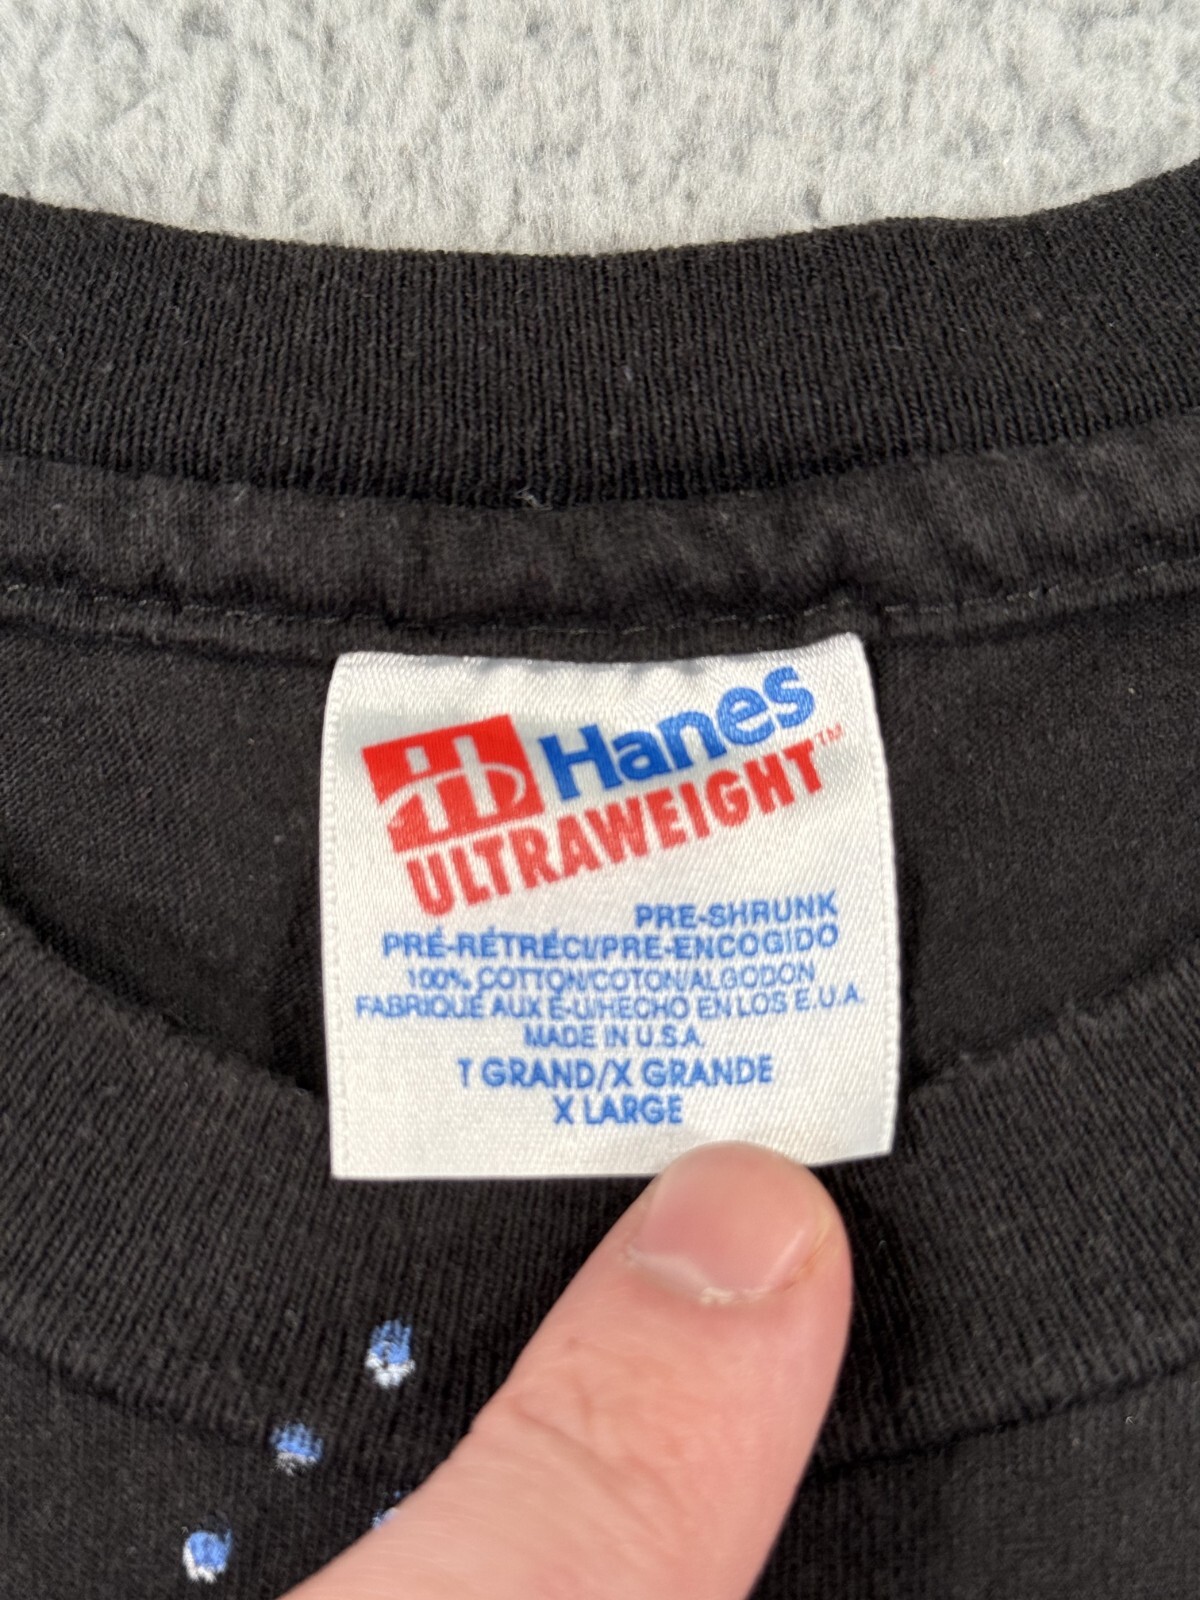 Hanes
ULTRAWEIGHT™
PRE-SHRUNK
PRÉ-RÉTRÉCI/PRE-ENCOGIDO
100% COTTON/COTON/ALGODON
FABRIQUÉ AUX É-U/HECHO EN LOS E.U.A.
MADE IN U.S.A.
T GRAND/X GRANDE
X LARGE